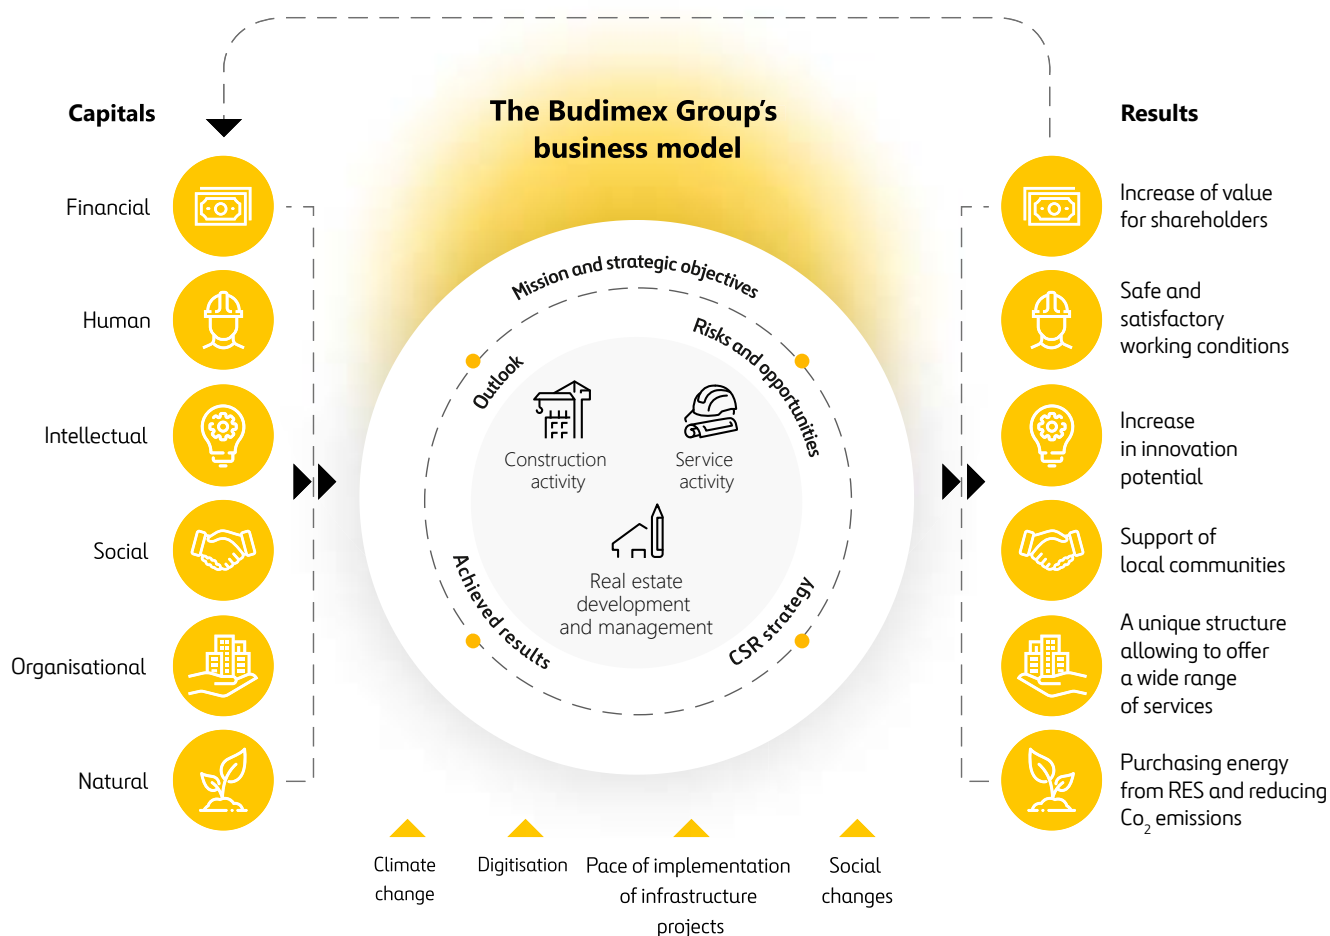 The Budimex Group's
business model
Capitals
Financial
Human
Intellectual
Social
Organisational
Natural
Mission and strategic objectives
Outlook
Risks and opportunities
Achieved results
CSR strategy
Construction
activity
Service
activity
Real estate
development
and management
Results
Increase of value
for shareholders
Safe and
satisfactory
working conditions
Increase
in innovation
potential
Support of
local communities
A unique structure
allowing to offer
a wide range
of services
Purchasing energy
from RES and reducing
Co₂ emissions
Climate
change
Digitisation
Pace of implementation
of infrastructure
projects
Social
changes